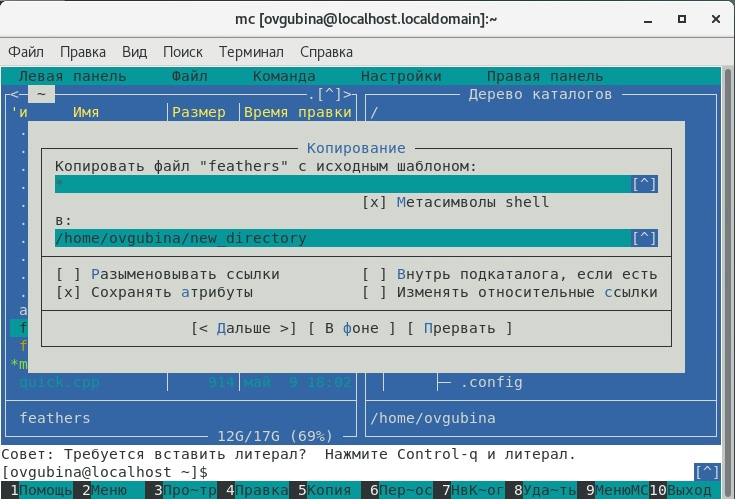 mc [ovgubina@localhost.localdomain]:~
Файл Правка Вид Поиск Терминал Справка
Левая панель Файл Команда Настройки Правая панель
<- ~ .[^]> Дерево каталогов
'и Имя Размер Время правки /
Копирование
Копировать файл "feathers" с исходным шаблоном:
* [^]
[x] Метасимволы shell
в:
/home/ovgubina/new_directory [^]
[ ] Разыменовывать ссылки [ ] Внутрь подкаталога, если есть
[x] Сохранять атрибуты [ ] Изменять относительные ссылки
[< Дальше >] [ В фоне ] [ Прервать ]
a
f
f
*m
quick.cpp 914 май 9 18:02 .config
feathers /home/ovgubina
12G/17G (69%)
Совет: Требуется вставить литерал? Нажмите Control-q и литерал.
[ovgubina@localhost ~]$ [^]
1Помощь 2Меню 3Про~тр 4Правка 5Копия 6Пер~ос 7НвК~ог 8Уда~ть 9МенюMC 10Выход